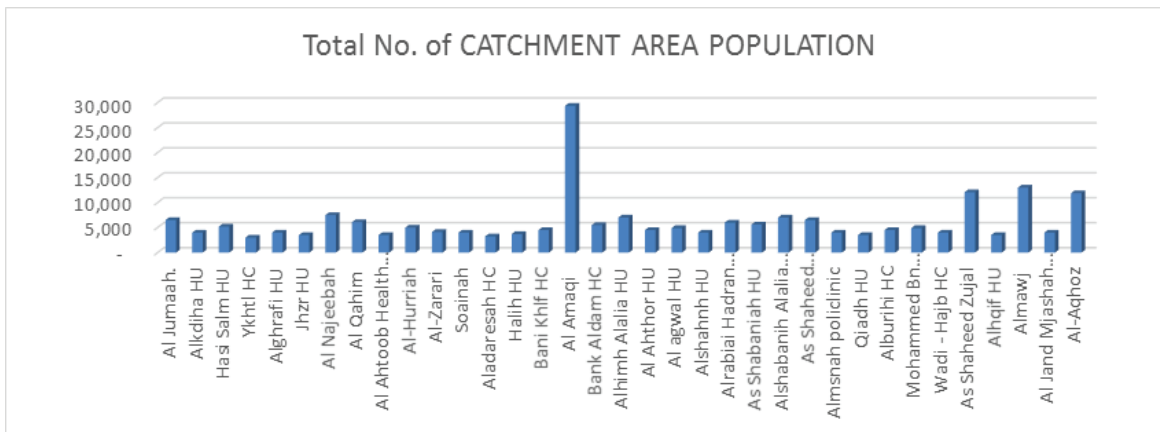 Total No. of CATCHMENT AREA POPULATION
30,000
25,000
20,000
15,000
10,000
5,000
-
Al Jumaah.
Alkdiha HU
Hasi Salm HU
Ykhtl HC
Alghrafi HU
Jhzr HU
Al Najeebah
Al Qahim
Al Ahtoob Health...
Al-Hurriah
Al-Zarari
Soainah
Aladaresah HC
Halih HU
Bani Khlf HC
Al Amaqi
Bank Aldam HC
Alhimh Alalia HU
Al Ahthor HU
Al agwal HU
Alshahnh HU
Alrabiai Hadran...
As Shabaniah HU
Alshabanih Alalia...
As Shaheed...
Almsnah policlinic
Qiadh HU
Alburihi HC
Mohammed Bn...
Wadi - Hajb HC
As Shaheed Zujal
Alhqif HU
Almawj
Al Jand Mjashah...
Al-Aqhoz